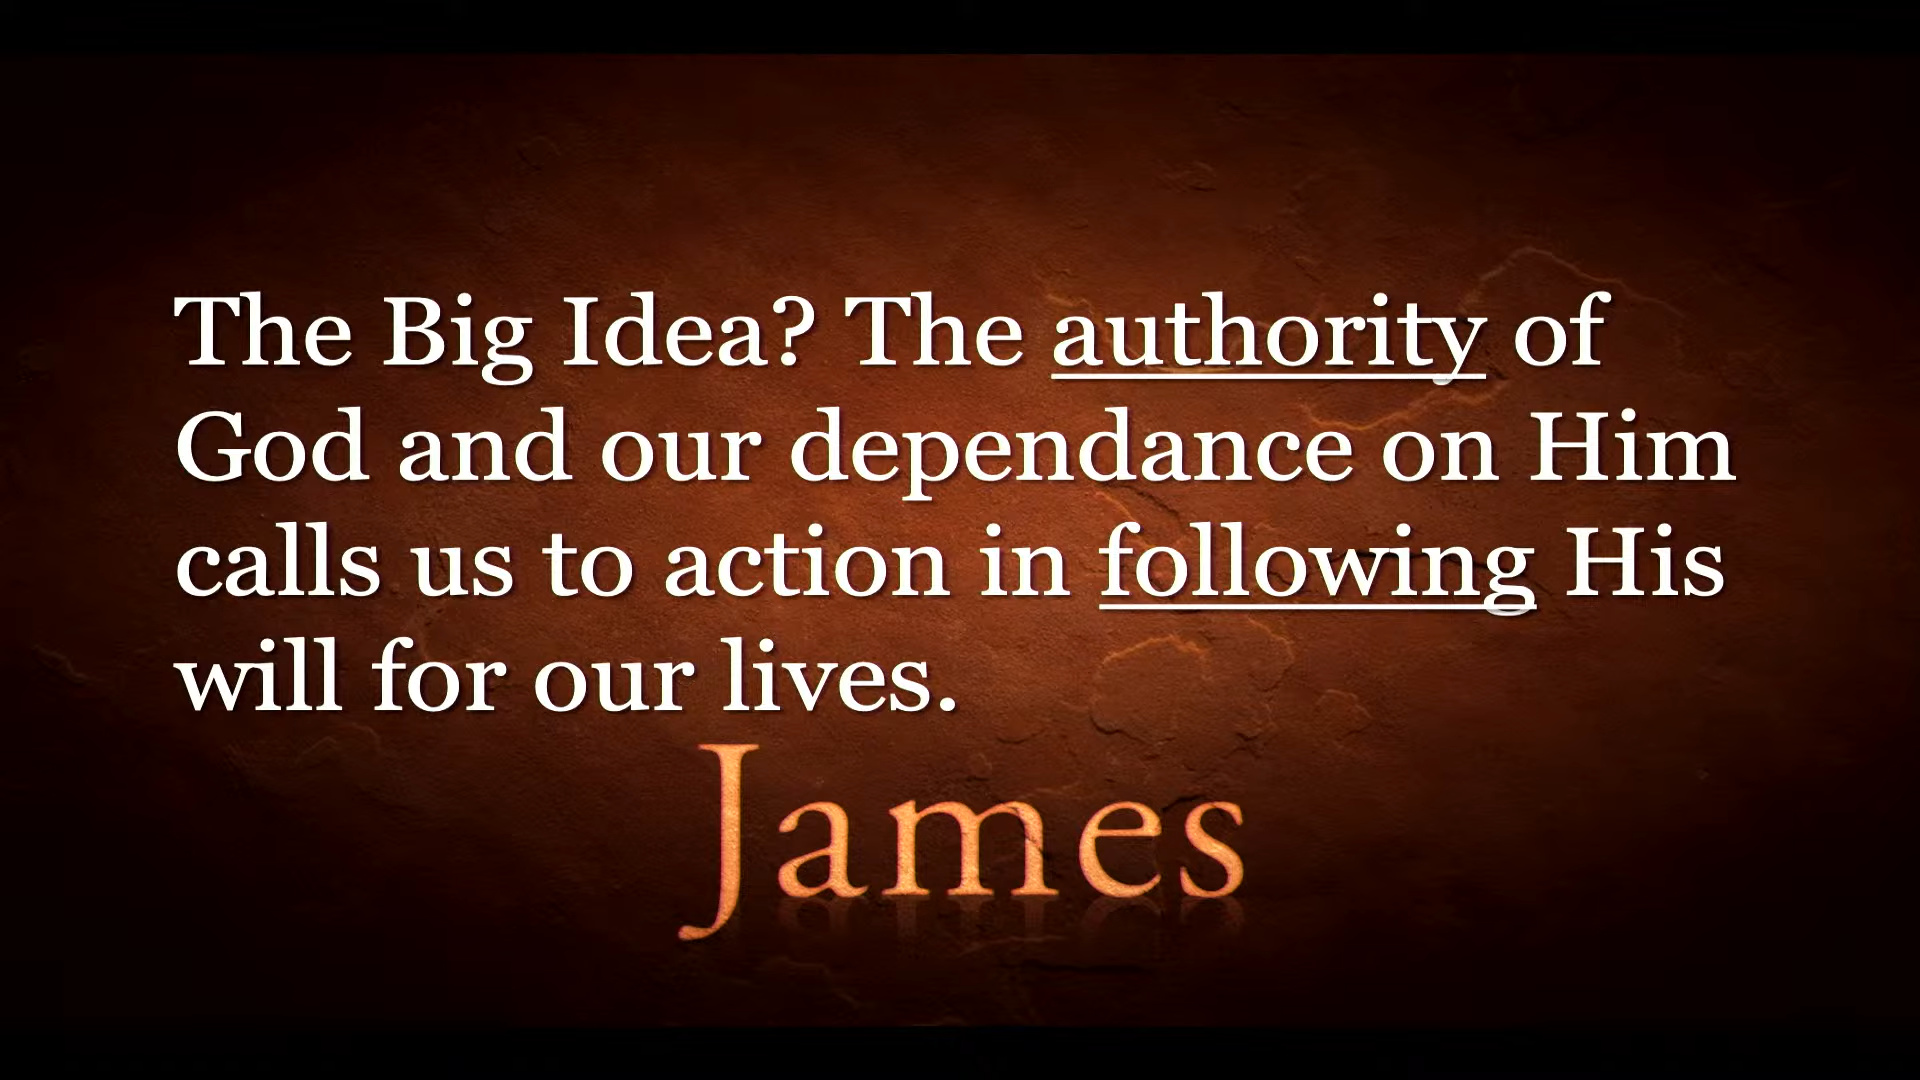 The Big Idea? The authority of
God and our dependance on Him
calls us to action in following His
will for our lives.
James